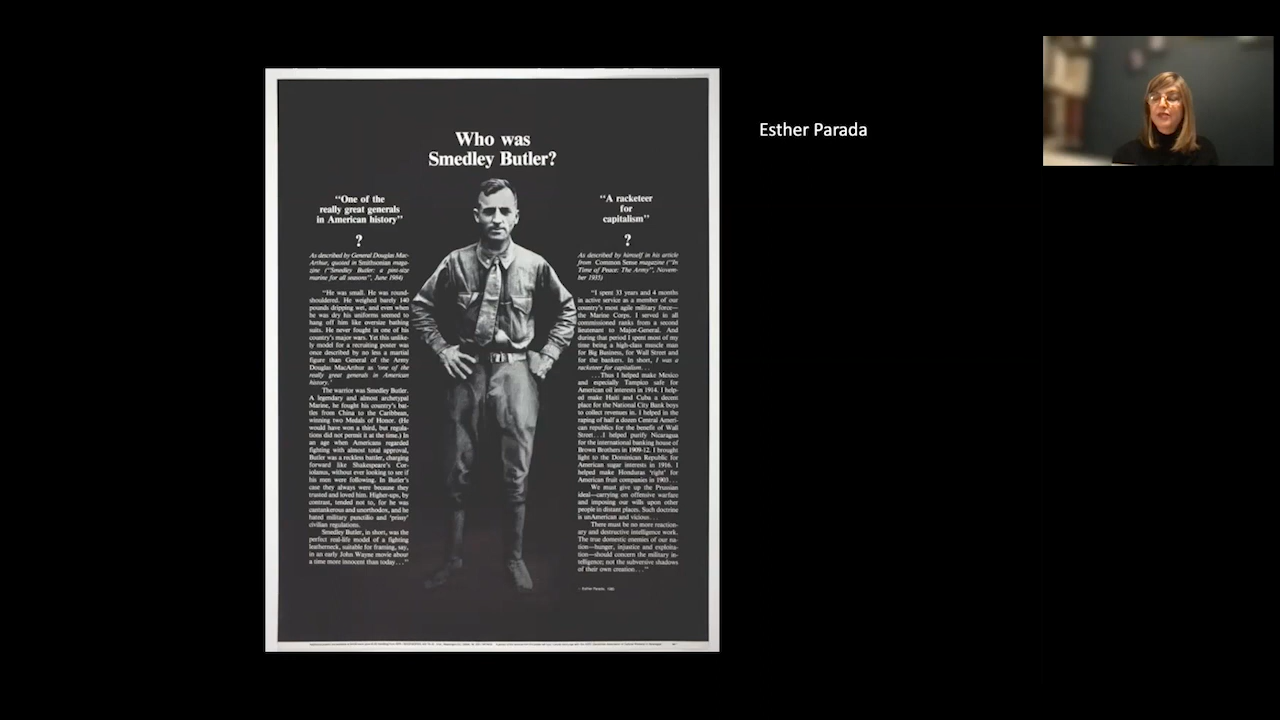 Who was
Smedley Butler?
"One of the
really great generals
in American history"
?
As described by General Douglas Mac-
Arthur, quoted in Smithsonian maga-
zine ("Smedley Butler: a pint-size
marine for all seasons", June 1984)
"He was small. He was round-
shouldered. He weighed barely 140
pounds dripping wet, and even when
he was dry his uniforms seemed to
hang off him like oversize bathing
suits. He never fought in one of his
country's major wars. Yet this unlike-
ly model for a recruiting poster was
once described by no less a martial
figure than General of the Army
Douglas MacArthur as 'one of the
really great generals in American
history.'
The warrior was Smedley Butler.
A legendary and almost archetypal
Marine, he fought his country's bat-
tles from China to the Caribbean,
winning two Medals of Honor. (He
would have won a third, but regula-
tions did not permit it at the time.) In
an age when Americans regarded
fighting with almost total approval,
Butler was a reckless battler, charging
forward like Shakespeare's Cor-
iolanus, without ever looking to see if
his men were following. In Butler's
case they always were because they
trusted and loved him. Higher-ups, by
contrast, tended not to, for he was
cantankerous and unorthodox, and he
hated military punctilio and 'prissy'
civilian regulations.
Smedley Butler, in short, was the
perfect real-life model of a fighting
leatherneck, suitable for framing, say,
in an early John Wayne movie about
a time more innocent than today..."
"A racketeer
for
capitalism"
?
As described by himself in his article
from Common Sense magazine ("In
Time of Peace: The Army", Novem-
ber 1935)
"I spent 33 years and 4 months
in active service as a member of our
country's most agile military force—
the Marine Corps. I served in all
commissioned ranks from a second
lieutenant to Major-General. And
during that period I spent most of my
time being a high-class muscle man
for Big Business, for Wall Street and
for the bankers. In short, I was a
racketeer for capitalism...
...Thus I helped make Mexico
and especially Tampico safe for
American oil interests in 1914. I help-
ed make Haiti and Cuba a decent
place for the National City Bank boys
to collect revenues in. I helped in the
raping of half a dozen Central Ameri-
can republics for the benefit of Wall
Street...I helped purify Nicaragua
for the international banking house of
Brown Brothers in 1909-12. I brought
light to the Dominican Republic for
American sugar interests in 1916. I
helped make Honduras 'right' for
American fruit companies in 1903...
We must give up the Prussian
ideal—carrying on offensive warfare
and imposing our wills upon other
people in distant places. Such doctrine
is unAmerican and vicious...
There must be no more reaction-
ary and destructive intelligence work.
The true domestic enemies of our na-
tion—hunger, injustice and exploita-
tion—should concern the military in-
telligence; not the subversive shadows
of their own creation..."
Esther Parada,
Esther Parada